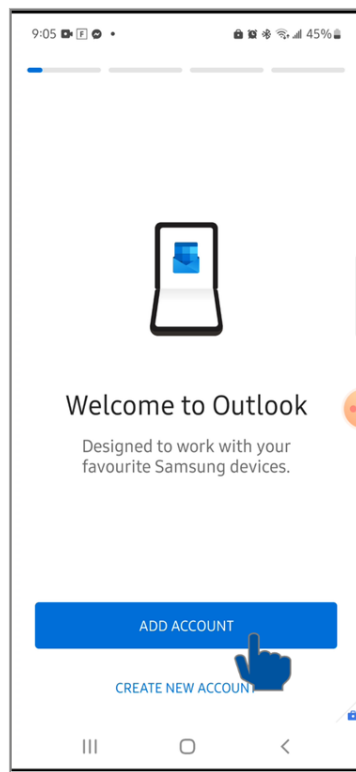 9:05
45%
Welcome to Outlook
Designed to work with your
favourite Samsung devices.
ADD ACCOUNT
CREATE NEW ACCOUNT